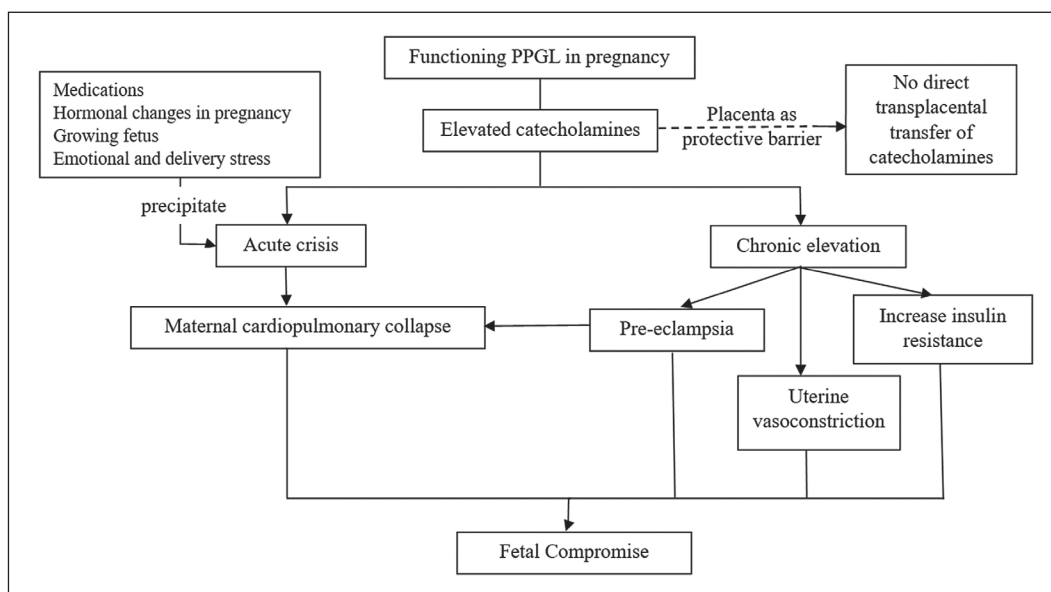 Functioning PPGL in pregnancy
Medications
Hormonal changes in pregnancy
Growing fetus
Emotional and delivery stress
Elevated catecholamines
Placenta as
protective barrier
No direct
transplacental
transfer of
catecholamines
precipitate
Acute crisis
Chronic elevation
Maternal cardiopulmonary collapse
Pre-eclampsia
Increase insulin
resistance
Uterine
vasoconstriction
Fetal Compromise